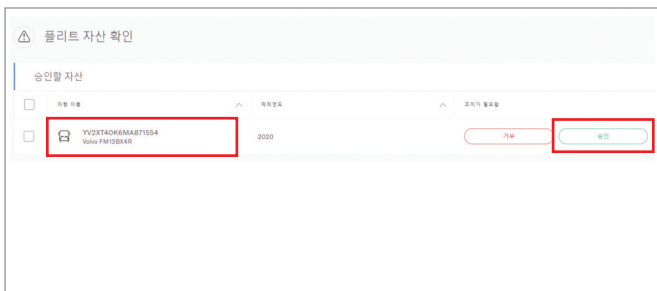 플리트 자산 확인
승인할 자산
차량 이름 제작연도 조치가 필요함
YV2XT40K6MA871554 2020 거부 승인
Volvo FM13BX4R